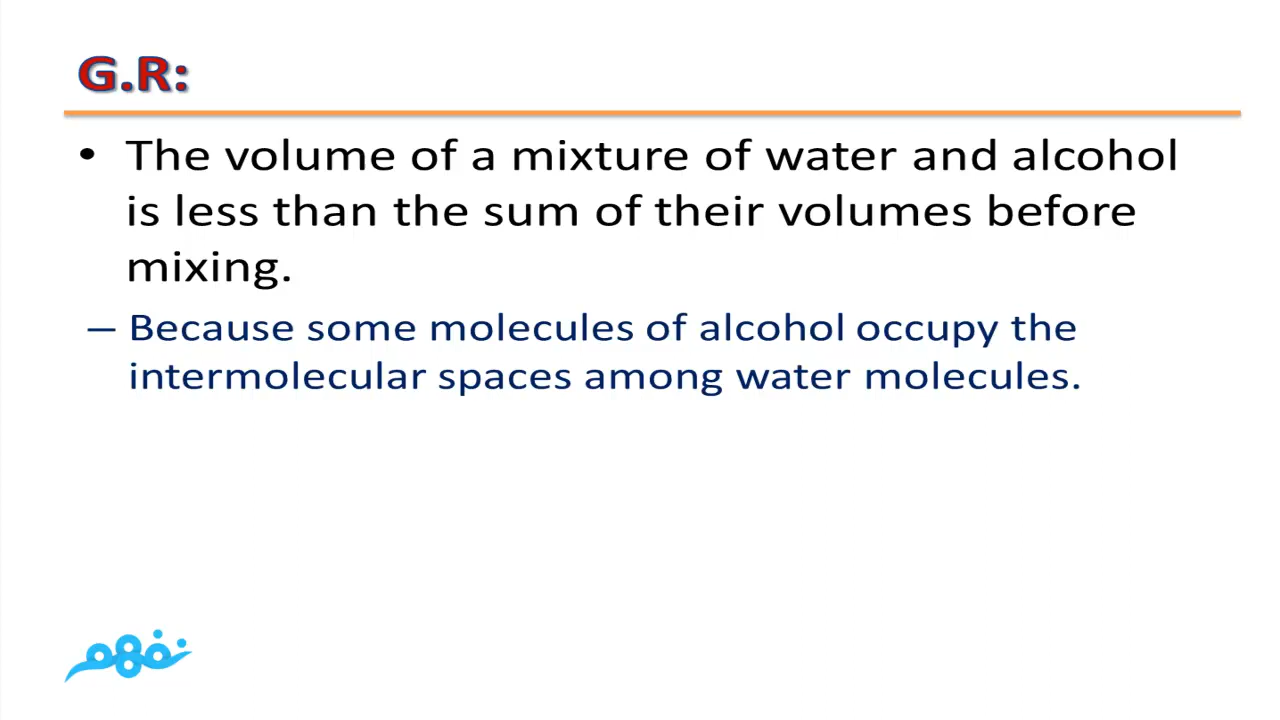 G.R:
• The volume of a mixture of water and alcohol
is less than the sum of their volumes before
mixing.
– Because some molecules of alcohol occupy the
intermolecular spaces among water molecules.
نفهم